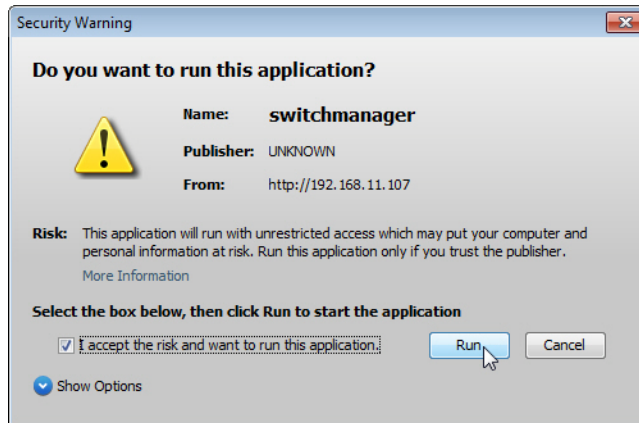 Security Warning
Do you want to run this application?
Name: switchmanager
Publisher: UNKNOWN
From: http://192.168.11.107
Risk: This application will run with unrestricted access which may put your computer and
personal information at risk. Run this application only if you trust the publisher.
More Information
Select the box below, then click Run to start the application
I accept the risk and want to run this application.
Run
Cancel
Show Options